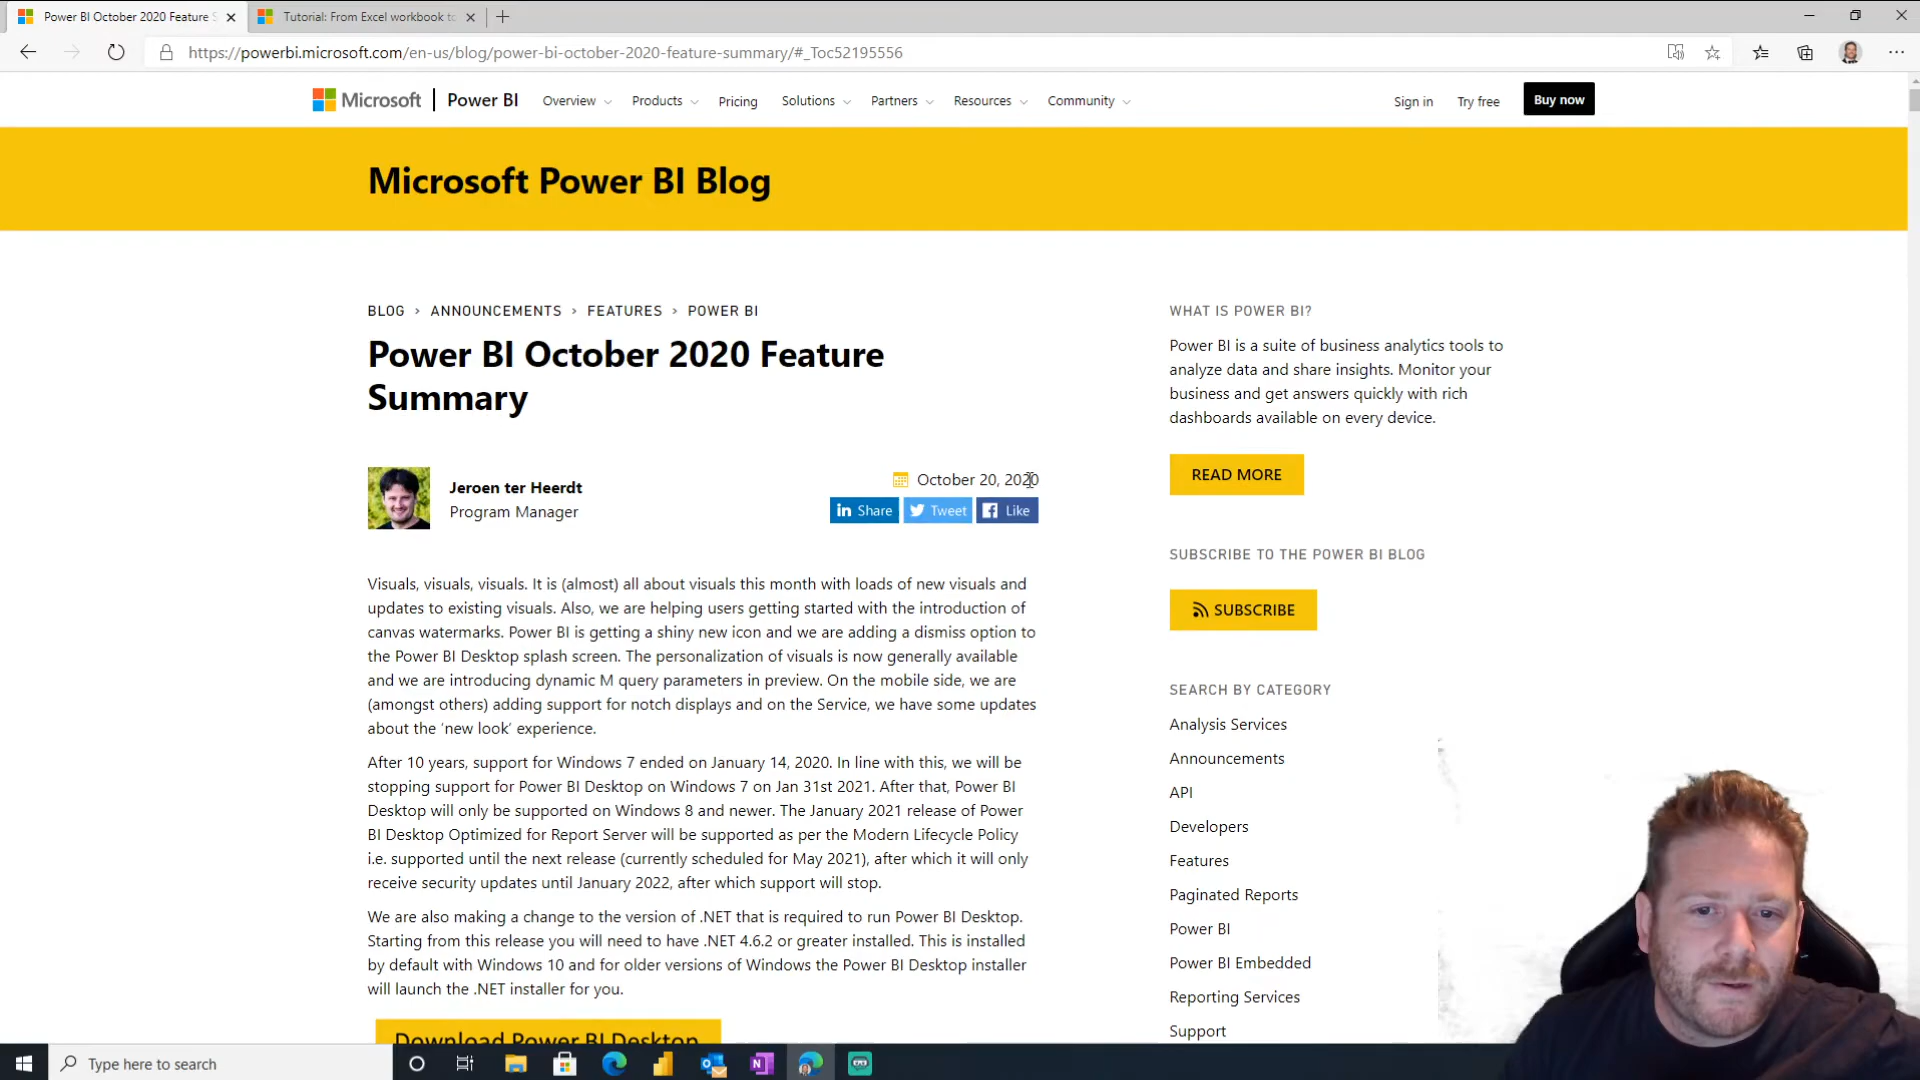 Power BI October 2020 Feature S
Tutorial: From Excel workbook to
https://powerbi.microsoft.com/en-us/blog/power-bi-october-2020-feature-summary/#_Toc52195556
Microsoft | Power BI
Overview
Products
Pricing
Solutions
Partners
Resources
Community
Sign in
Try free
Buy now
Microsoft Power BI Blog
BLOG › ANNOUNCEMENTS › FEATURES › POWER BI
Power BI October 2020 Feature
Summary
Jeroen ter Heerdt
Program Manager
October 20, 2020
in Share
Tweet
Like
Visuals, visuals, visuals. It is (almost) all about visuals this month with loads of new visuals and
updates to existing visuals. Also, we are helping users getting started with the introduction of
canvas watermarks. Power BI is getting a shiny new icon and we are adding a dismiss option to
the Power BI Desktop splash screen. The personalization of visuals is now generally available
and we are introducing dynamic M query parameters in preview. On the mobile side, we are
(amongst others) adding support for notch displays and on the Service, we have some updates
about the ‘new look’ experience.
After 10 years, support for Windows 7 ended on January 14, 2020. In line with this, we will be
stopping support for Power BI Desktop on Windows 7 on Jan 31st 2021. After that, Power BI
Desktop will only be supported on Windows 8 and newer. The January 2021 release of Power
BI Desktop Optimized for Report Server will be supported as per the Modern Lifecycle Policy
i.e. supported until the next release (currently scheduled for May 2021), after which it will only
receive security updates until January 2022, after which support will stop.
We are also making a change to the version of .NET that is required to run Power BI Desktop.
Starting from this release you will need to have .NET 4.6.2 or greater installed. This is installed
by default with Windows 10 and for older versions of Windows the Power BI Desktop installer
will launch the .NET installer for you.
Download Power BI Desktop
WHAT IS POWER BI?
Power BI is a suite of business analytics tools to
analyze data and share insights. Monitor your
business and get answers quickly with rich
dashboards available on every device.
READ MORE
SUBSCRIBE TO THE POWER BI BLOG
SUBSCRIBE
SEARCH BY CATEGORY
Analysis Services
Announcements
API
Developers
Features
Paginated Reports
Power BI
Power BI Embedded
Reporting Services
Support
Type here to search